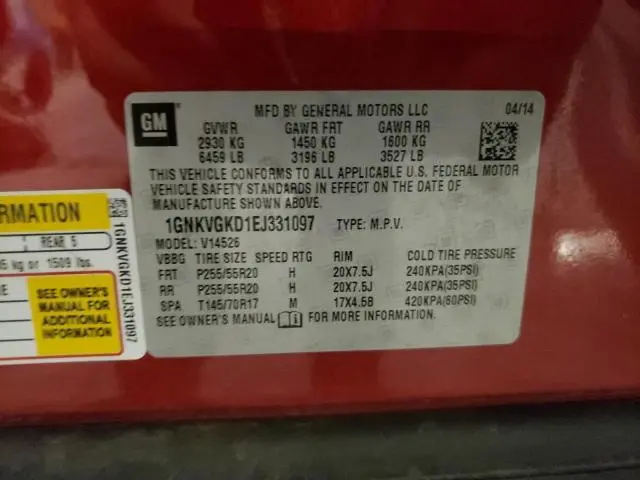 GM
MFD BY GENERAL MOTORS LLC 04/14
GVWR GAWR FRT GAWR RR
2930 KG 1450 KG 1600 KG
6459 LB 3196 LB 3527 LB
THIS VEHICLE CONFORMS TO ALL APPLICABLE U.S. FEDERAL MOTOR
VEHICLE SAFETY STANDARDS IN EFFECT ON THE DATE OF
MANUFACTURE SHOWN ABOVE.
1GNKVGKD1EJ331097 TYPE: M.P.V.
MODEL: V14526
VBBG TIRE SIZE SPEED RTG RIM COLD TIRE PRESSURE
FRT P255/55R20 H 20X7.5J 240KPA(35PSI)
RR P255/55R20 H 20X7.5J 240KPA(35PSI)
SPA T145/70R17 M 17X4.5B 420KPA(60PSI)
SEE OWNER'S MANUAL FOR MORE INFORMATION.
REAR 5
kg or 1509 lbs.
SEE OWNER'S
MANUAL FOR
ADDITIONAL
INFORMATION
1GNKVGKD1EJ331097